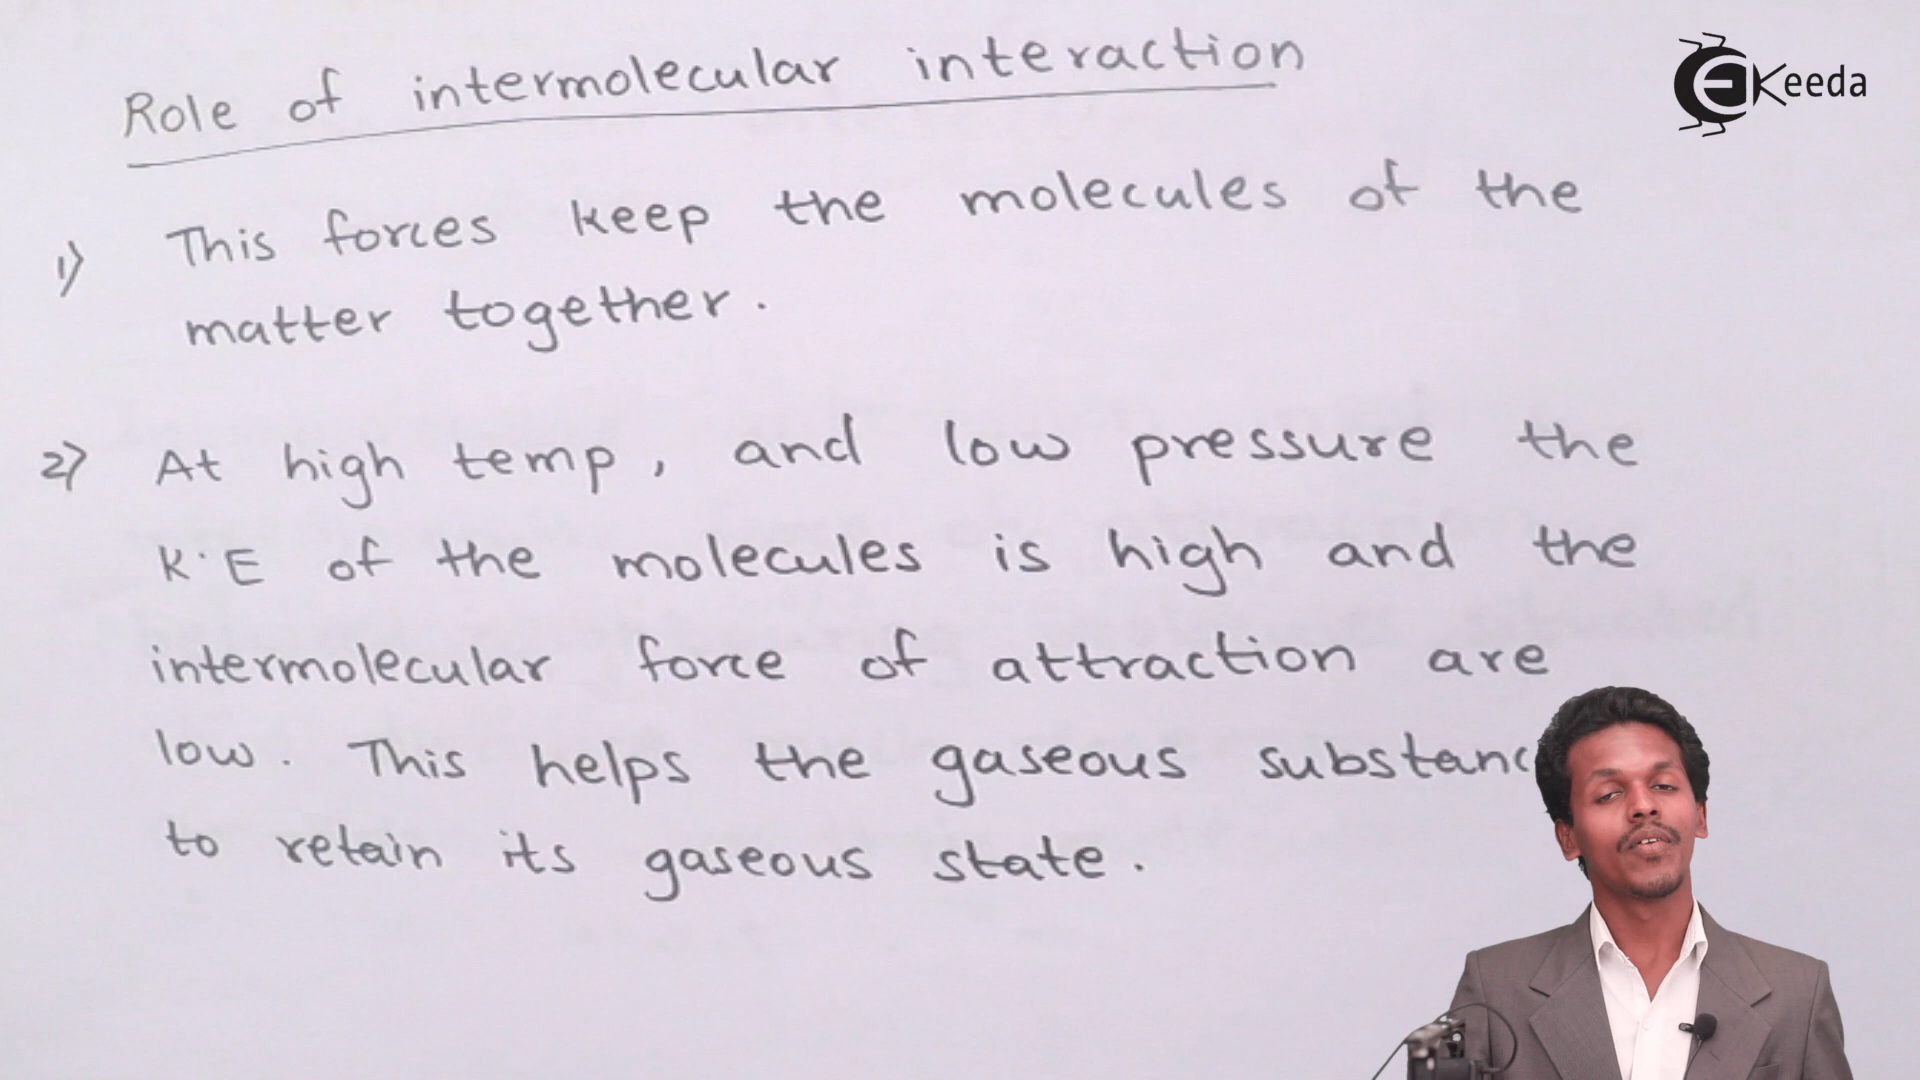 Role of intermolecular interaction
EKeeda
1) This forces keep the molecules of the
matter together.
2) At high temp, and low pressure the
K.E of the molecules is high and the
intermolecular force of attraction are
low. This helps the gaseous
to retain its gaseous state.